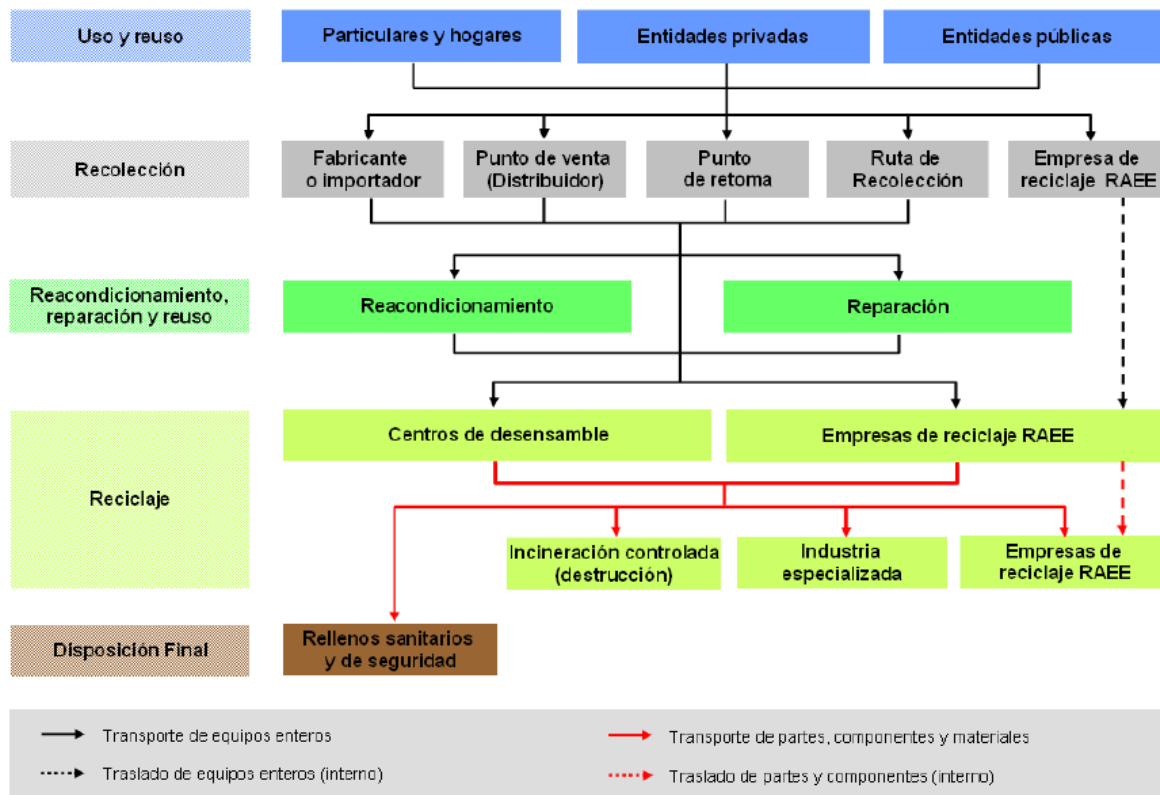 Uso y reuso
Particulares y hogares
Entidades privadas
Entidades públicas
Recolección
Fabricante
o importador
Punto de venta
(Distribuidor)
Punto
de retoma
Ruta de
Recolección
Empresa de
reciclaje RAEE
Reacondicionamiento,
reparación y reuso
Reacondicionamiento
Reparación
Reciclaje
Centros de desensamble
Empresas de reciclaje RAEE
Incineración controlada
(destrucción)
Industria
especializada
Empresas de
reciclaje RAEE
Disposición Final
Rellenos sanitarios
y de seguridad
Transporte de equipos enteros
Transporte de partes, componentes y materiales
Traslado de equipos enteros (interno)
Traslado de partes y componentes (interno)